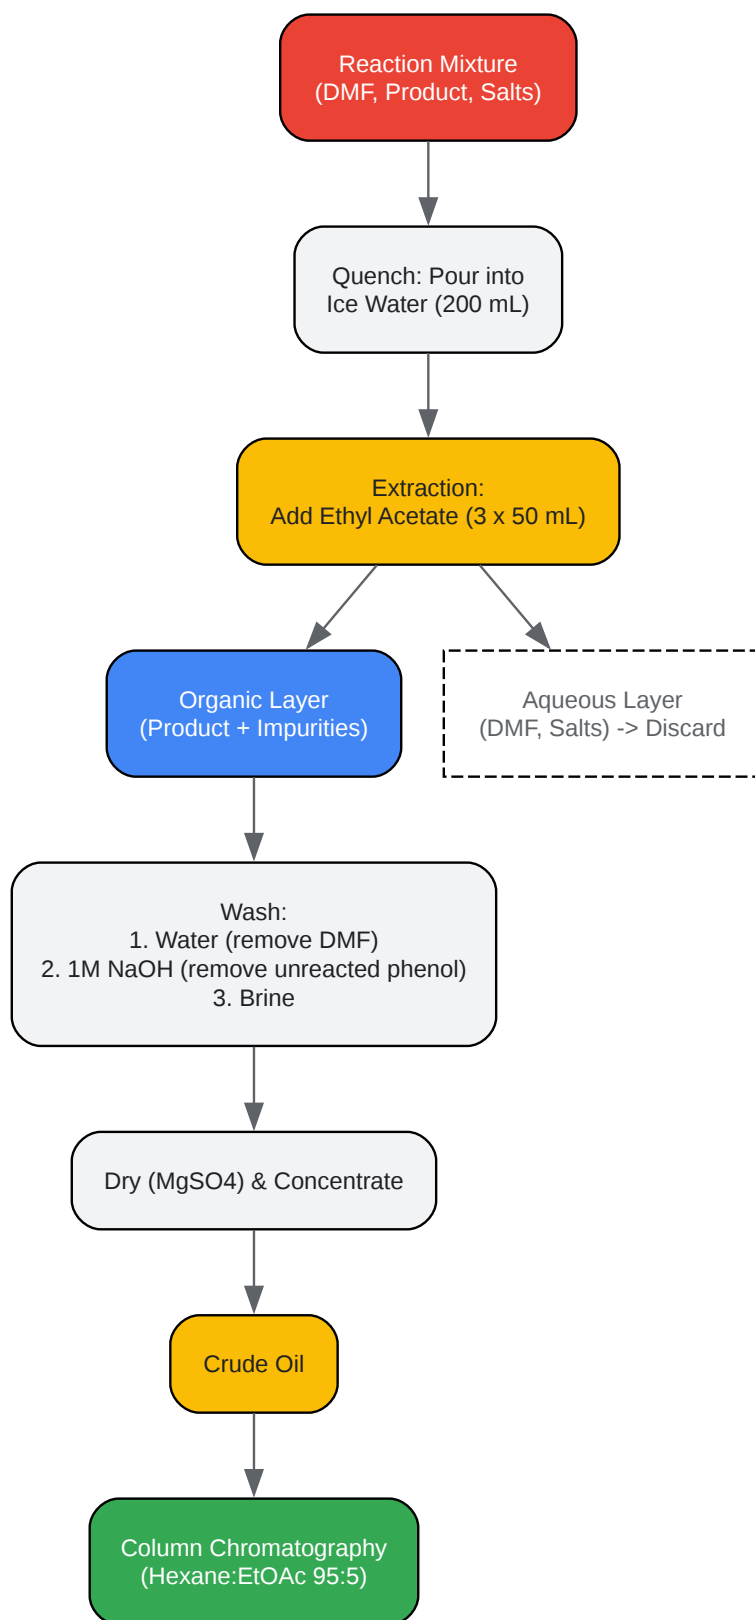 Reaction Mixture
(DMF, Product, Salts)
Quench: Pour into
Ice Water (200 mL)
Extraction:
Add Ethyl Acetate (3 x 50 mL)
Organic Layer
(Product + Impurities)
Aqueous Layer
(DMF, Salts) -> Discard
Wash:
1. Water (remove DMF)
2. 1M NaOH (remove unreacted phenol)
3. Brine
Dry (MgSO4) & Concentrate
Crude Oil
Column Chromatography
(Hexane:EtOAc 95:5)